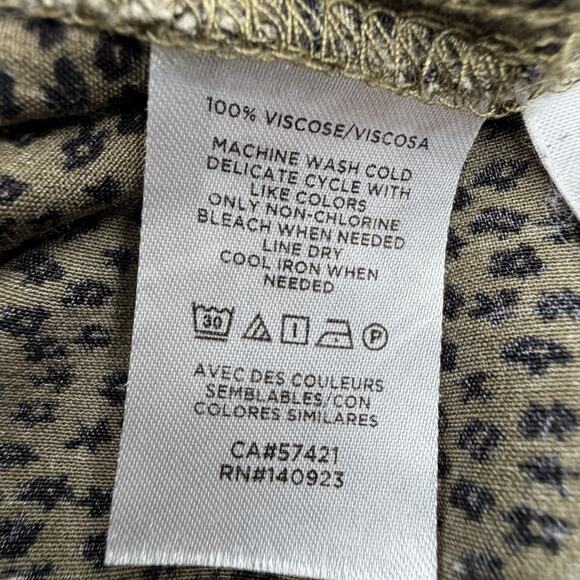 100% VISCOSE/VISCOSA
MACHINE WASH COLD
DELICATE CYCLE WITH
LIKE COLORS
ONLY NON-CHLORINE
BLEACH WHEN NEEDED
LINE DRY
COOL IRON WHEN
NEEDED
30 P
AVEC DES COULEURS
SEMBLABLES/CON
COLORES SIMILARES
CA#57421
RN#140923